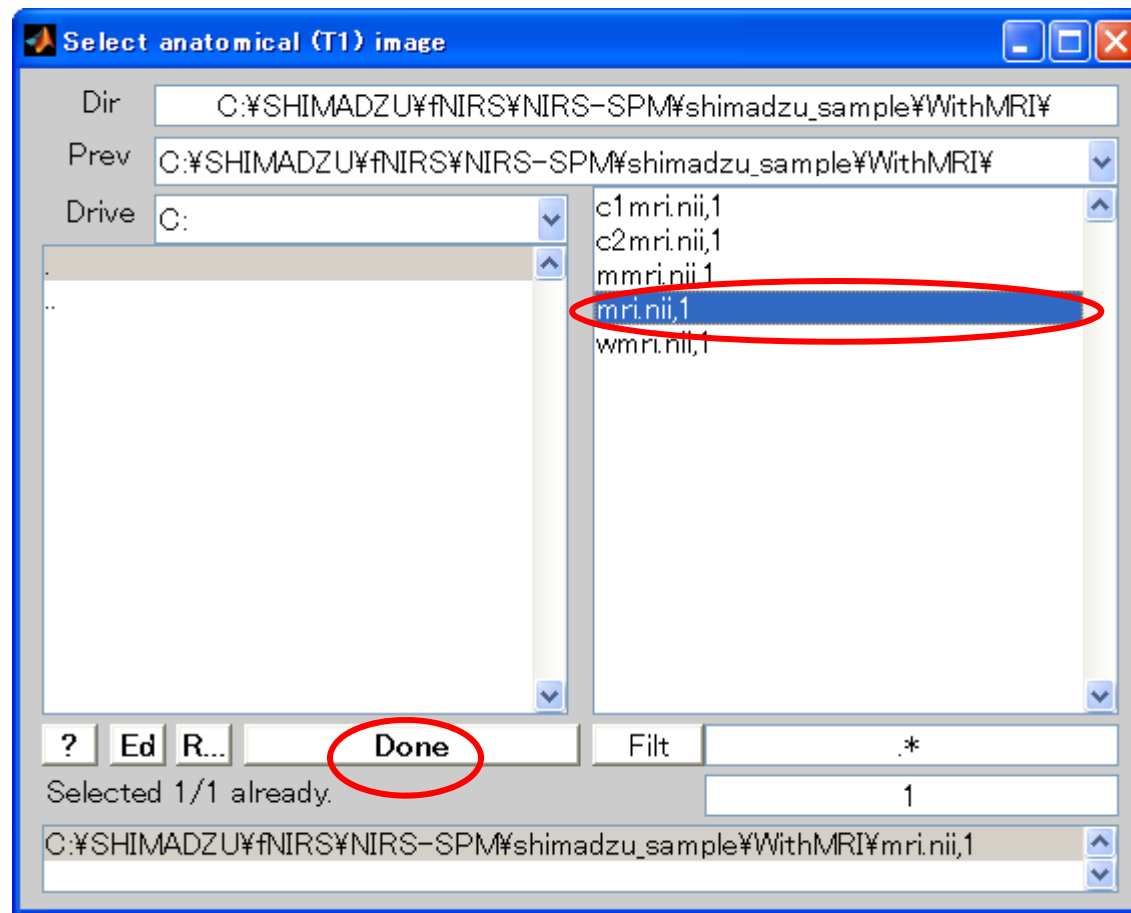 Select anatomical (T1) image
Dir C:¥SHIMADZU¥fNIRS¥NIRS-SPM¥shimadzu_sample¥WithMRI¥
Prev C:¥SHIMADZU¥fNIRS¥NIRS-SPM¥shimadzu_sample¥WithMRI¥
Drive C:
.
..
c1mri.nii,1
c2mri.nii,1
mmri.nii,1
mri.nii,1
wmri.nii,1
? Ed R... Done Filt .*
Selected 1/1 already. 1
C:¥SHIMADZU¥fNIRS¥NIRS-SPM¥shimadzu_sample¥WithMRI¥mri.nii,1